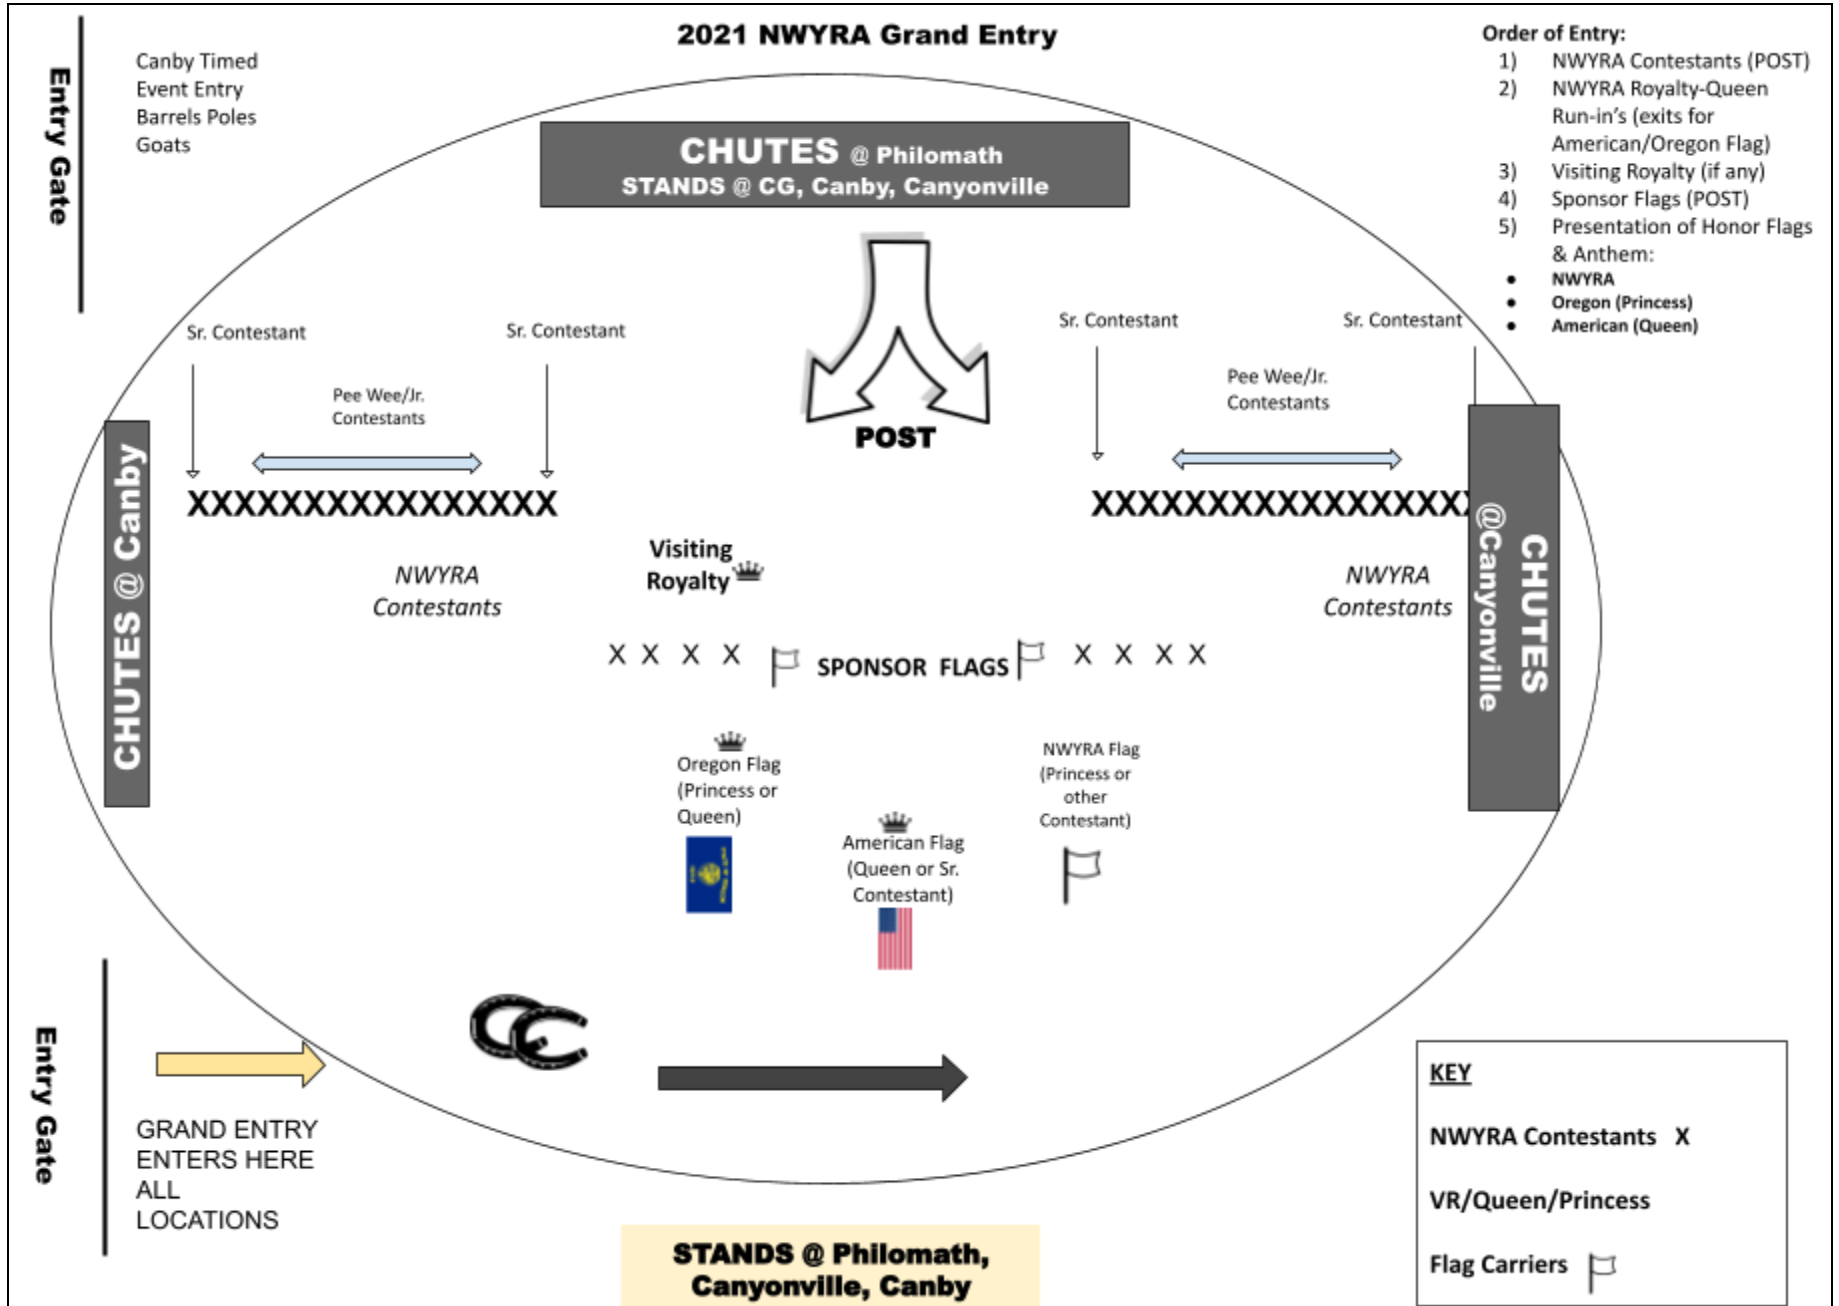 2021 NWYRA Grand Entry
Entry Gate
Canby Timed
Event Entry
Barrels Poles
Goats
Order of Entry:
1) NWYRA Contestants (POST)
2) NWYRA Royalty-Queen
Run-in's (exits for
American/Oregon Flag)
3) Visiting Royalty (if any)
4) Sponsor Flags (POST)
5) Presentation of Honor Flags
& Anthem:
● NWYRA
● Oregon (Princess)
● American (Queen)
CHUTES @ Philomath
STANDS @ CG, Canby, Canyonville
Sr. Contestant
Sr. Contestant
Sr. Contestant
Sr. Contestant
Pee Wee/Jr.
Contestants
Pee Wee/Jr.
Contestants
POST
CHUTES @ Canby
XXXXXXXXXXXXXXXX
XXXXXXXXXXXXXXXXX
CHUTES
@Canyonville
NWYRA
Contestants
Visiting
Royalty
NWYRA
Contestants
X X X X SPONSOR FLAGS X X X X
Oregon Flag
(Princess or
Queen)
American Flag
(Queen or Sr.
Contestant)
NWYRA Flag
(Princess or
other
Contestant)
Entry Gate
GRAND ENTRY
ENTERS HERE
ALL
LOCATIONS
STANDS @ Philomath,
Canyonville, Canby
KEY
NWYRA Contestants X
VR/Queen/Princess
Flag Carriers